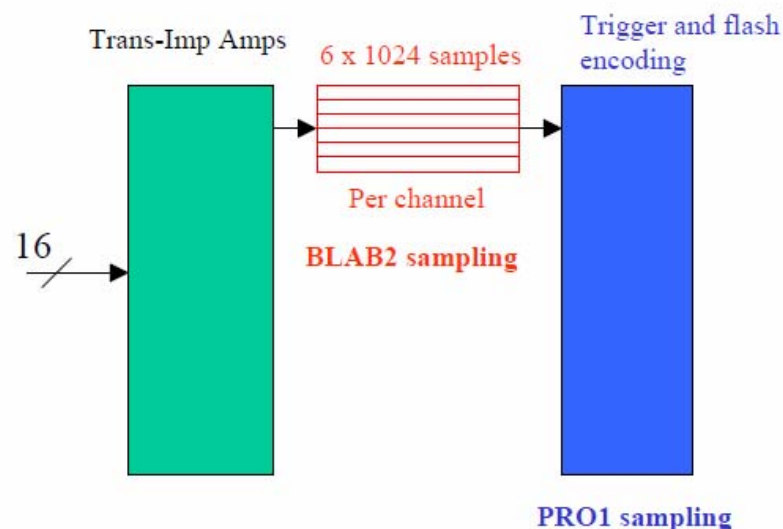 Trans-Imp Amps
6 x 1024 samples
Trigger and flash
encoding
Per channel
16
BLAB2 sampling
PRO1 sampling